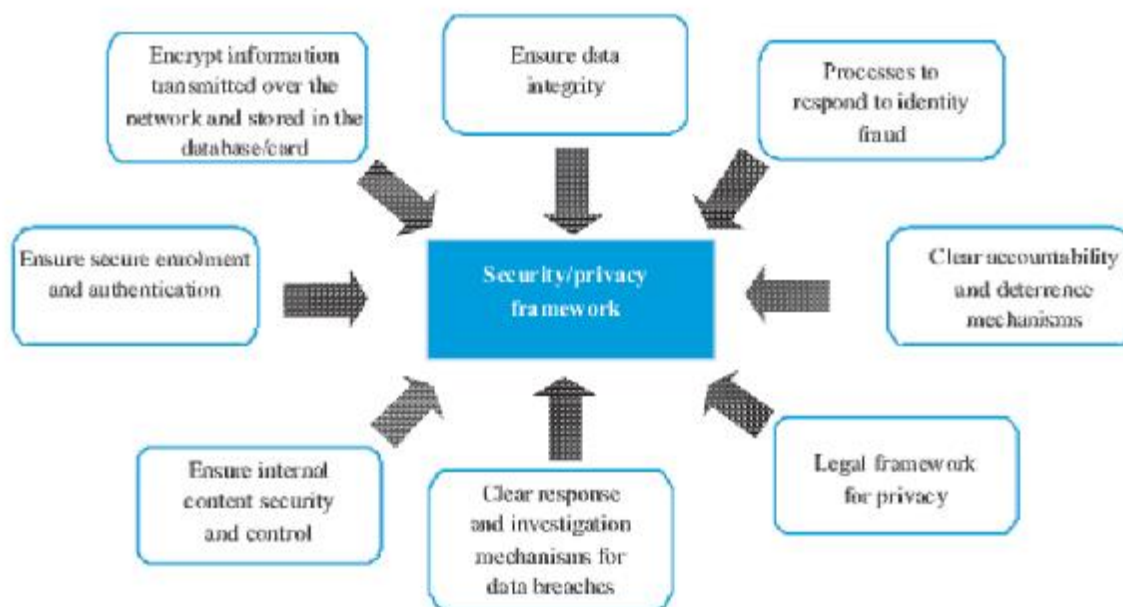 Encrypt information
transmitted over the
network and stored in the
database/card
Ensure data
integrity
Processes to
respond to identity
fraud
Ensure secure enrolment
and authentication
Security/privacy
framework
Clear accountability
and deterrence
mechanisms
Ensure internal
content security
and control
Clear response
and investigation
mechanisms for
data breaches
Legal framework
for privacy